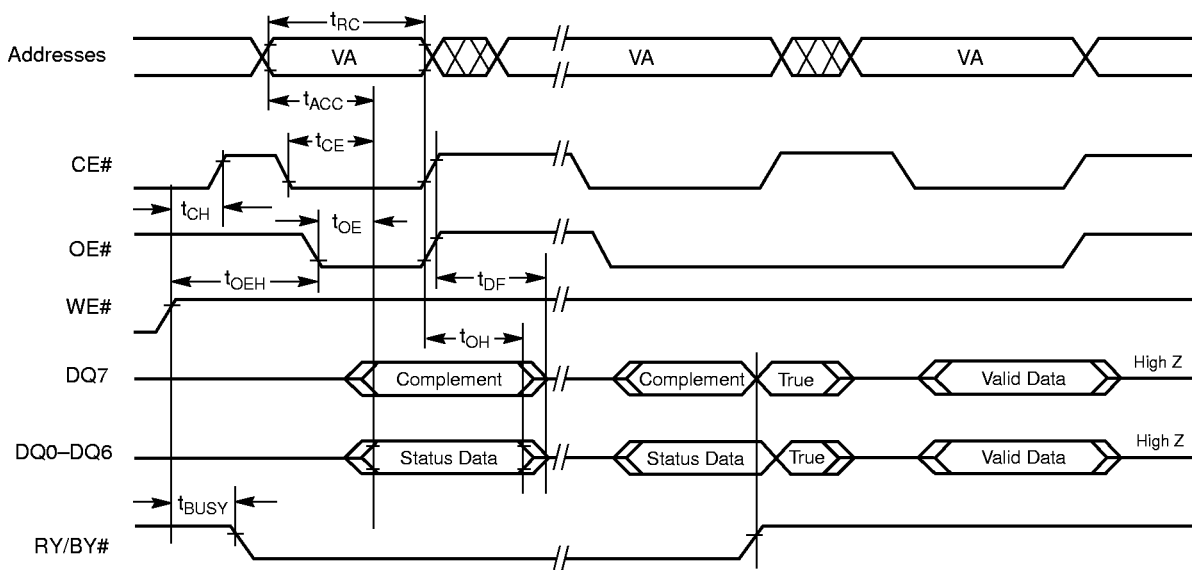 tRC
Addresses VA VA VA
tACC
tCE
CE#
tCH tOE
OE#
tOEH tDF
WE#
tOH
DQ7 Complement Complement True Valid Data High Z
DQ0–DQ6 Status Data Status Data True Valid Data High Z
tBUSY
RY/BY#